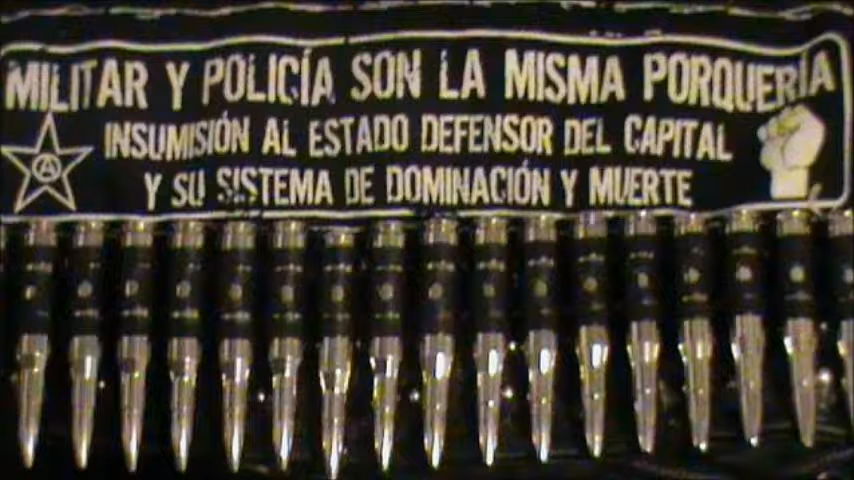 MILITAR Y POLICÍA SON LA MISMA PORQUERÍA
INSUMISIÓN AL ESTADO DEFENSOR DEL CAPITAL
Y SU SISTEMA DE DOMINACIÓN Y MUERTE